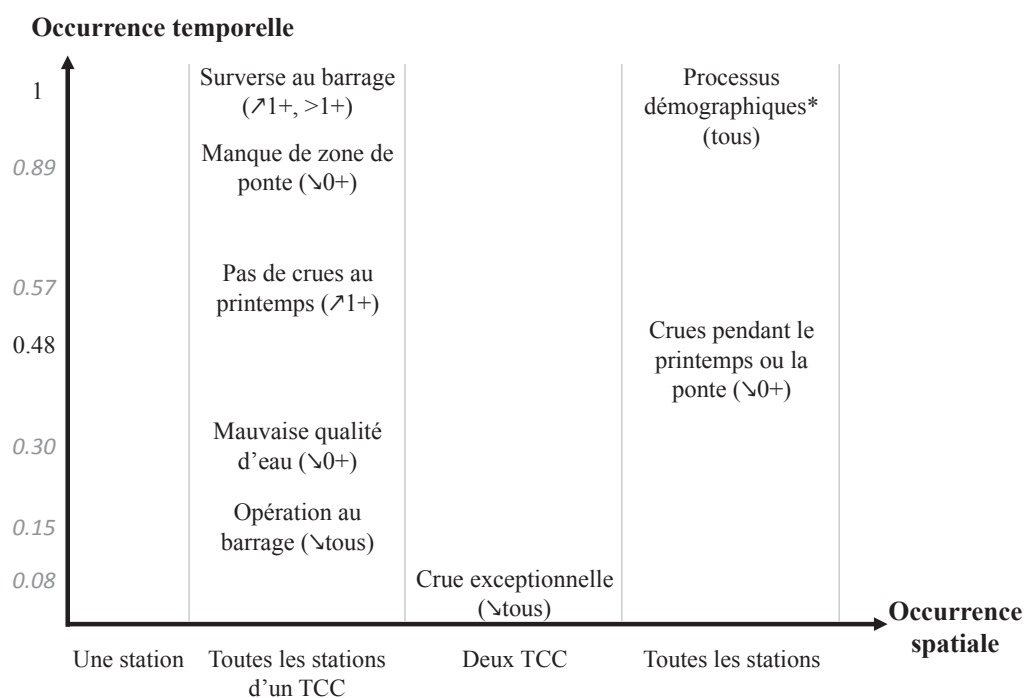 Occurrence temporelle
1
Surverse au barrage
(↗1+, >1+)
Processus
démographiques*
(tous)
0.89
Manque de zone de
ponte (↘0+)
0.57
Pas de crues au
printemps (↗1+)
0.48
Crues pendant le
printemps ou la
ponte (↘0+)
0.30
Mauvaise qualité
d’eau (↘0+)
0.15
Opération au
barrage (↘tous)
0.08
Crue exceptionnelle
(↘tous)
Occurrence
spatiale
Une station
Toutes les stations
d’un TCC
Deux TCC
Toutes les stations